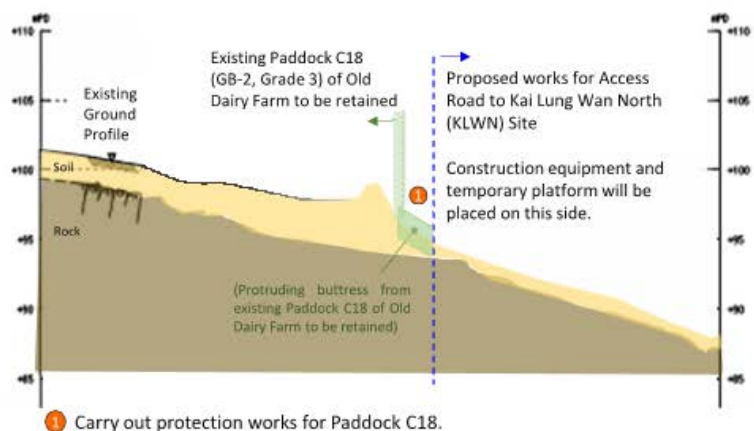 mPD
+110
+105
+100
+95
+90
+85
mPD
+110
+105
+100
+95
+90
+85
Existing
Ground
Profile
Soil
Rock
Existing Paddock C18
(GB-2, Grade 3) of Old
Dairy Farm to be retained
Proposed works for Access
Road to Kai Lung Wan North
(KLWN) Site
Construction equipment and
temporary platform will be
placed on this side.
1
(Protruding buttress from
existing Paddock C18 of Old
Dairy Farm to be retained)
1 Carry out protection works for Paddock C18.